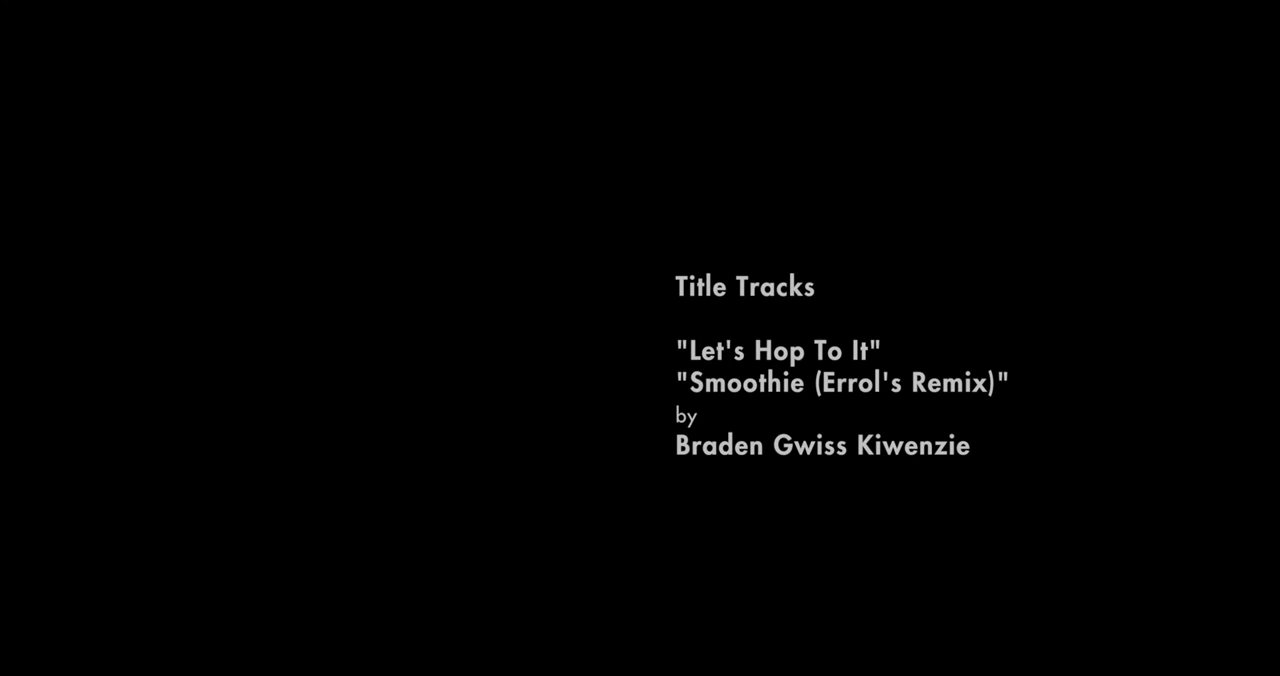 Title Tracks
"Let's Hop To It"
"Smoothie (Errol's Remix)"
by
Braden Gwiss Kiwenzie